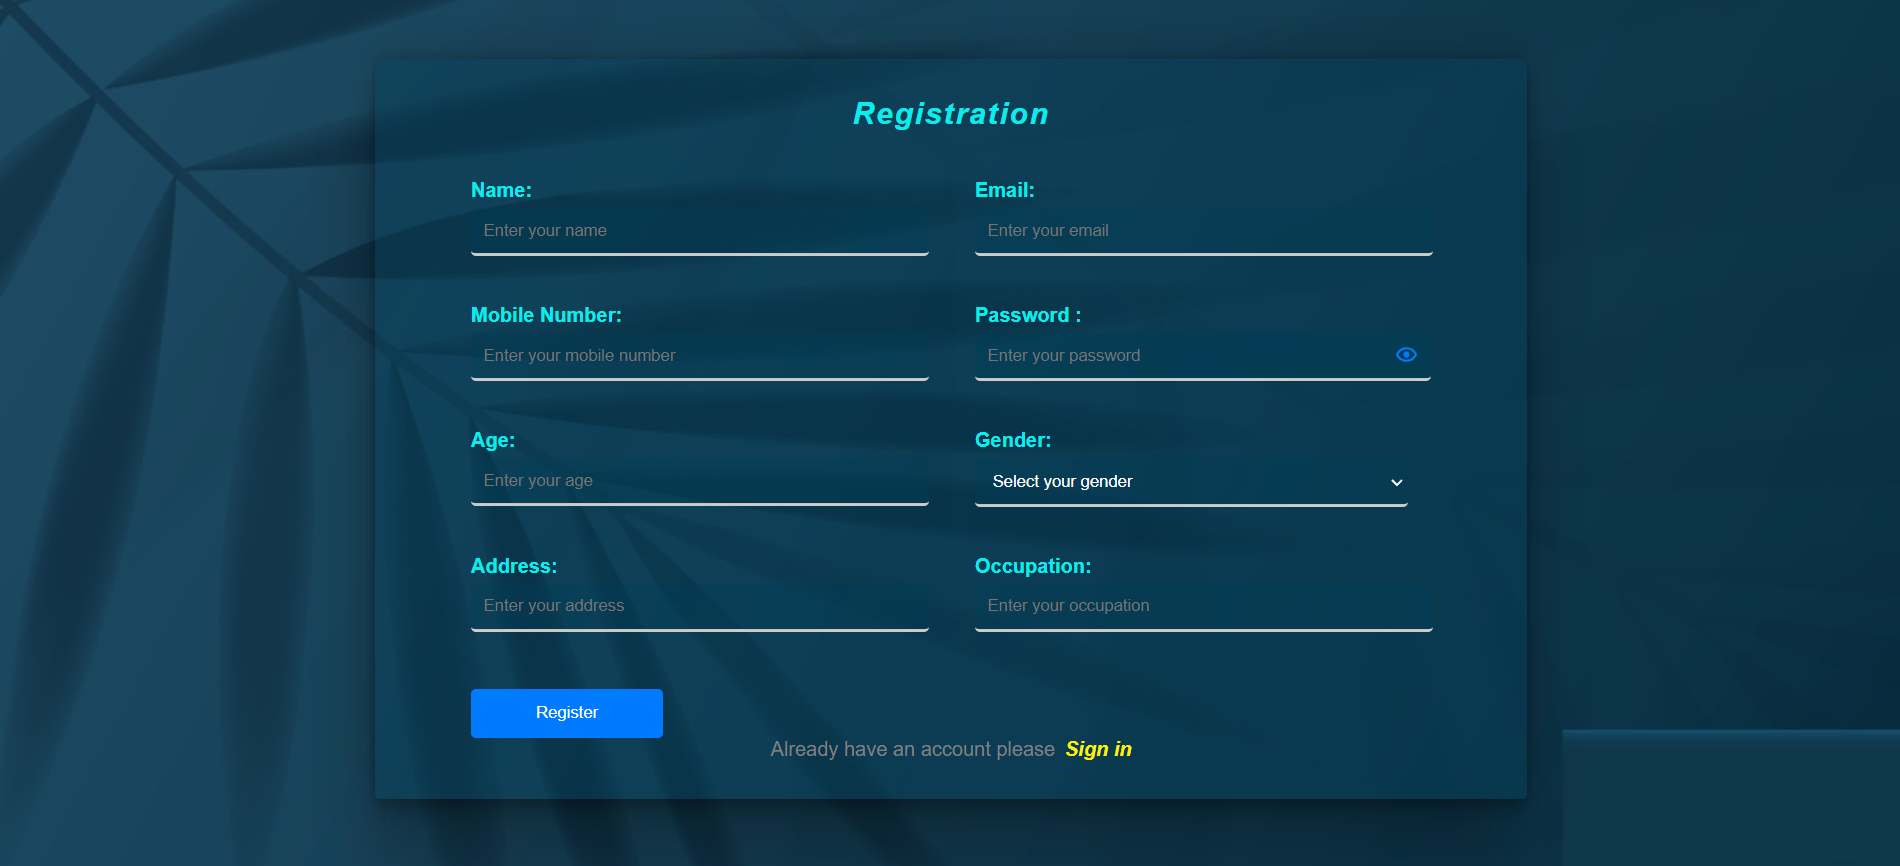 Registration
Name: Email:
Enter your name Enter your email
Mobile Number: Password :
Enter your mobile number Enter your password
Age: Gender:
Enter your age Select your gender
Address: Occupation:
Enter your address Enter your occupation
Register
Already have an account please Sign in